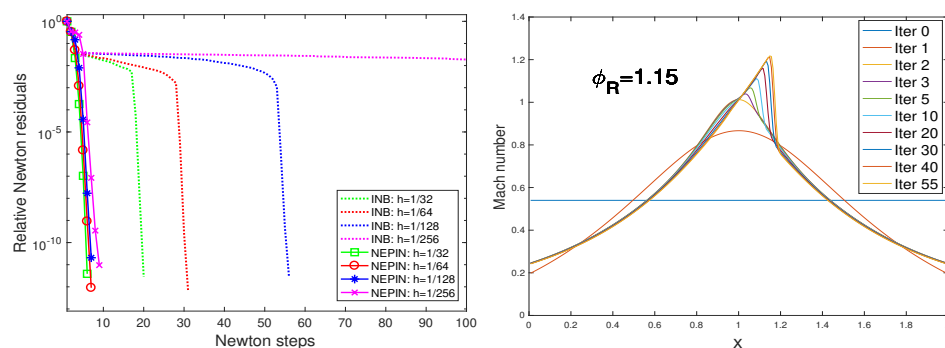 Relative Newton residuals
10^0
10^-5
10^-10
INB: h=1/32
INB: h=1/64
INB: h=1/128
INB: h=1/256
NEPIN: h=1/32
NEPIN: h=1/64
NEPIN: h=1/128
NEPIN: h=1/256
10 20 30 40 50 60 70 80 90 100
Newton steps
Mach number
1.4
1.2
1
0.8
0.6
0.4
0.2
0
ϕ_R=1.15
Iter 0
Iter 1
Iter 2
Iter 3
Iter 5
Iter 10
Iter 20
Iter 30
Iter 40
Iter 55
0 0.2 0.4 0.6 0.8 1 1.2 1.4 1.6 1.8 2
x